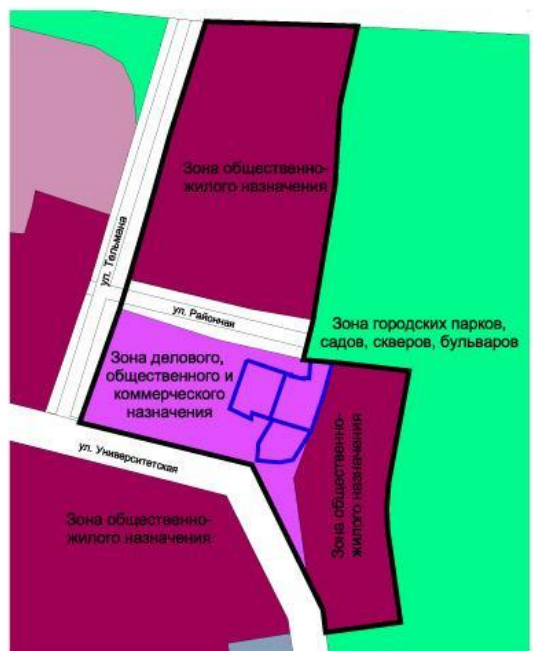 Зона общественно-
жилого назначения
ул. Тельмана
ул. Районная
Зона городских парков,
садов, скверов, бульваров
Зона делового,
общественного и
коммерческого
назначения
ул. Университетская
Зона общественно-
жилого назначения
Зона общественно-
жилого назначения